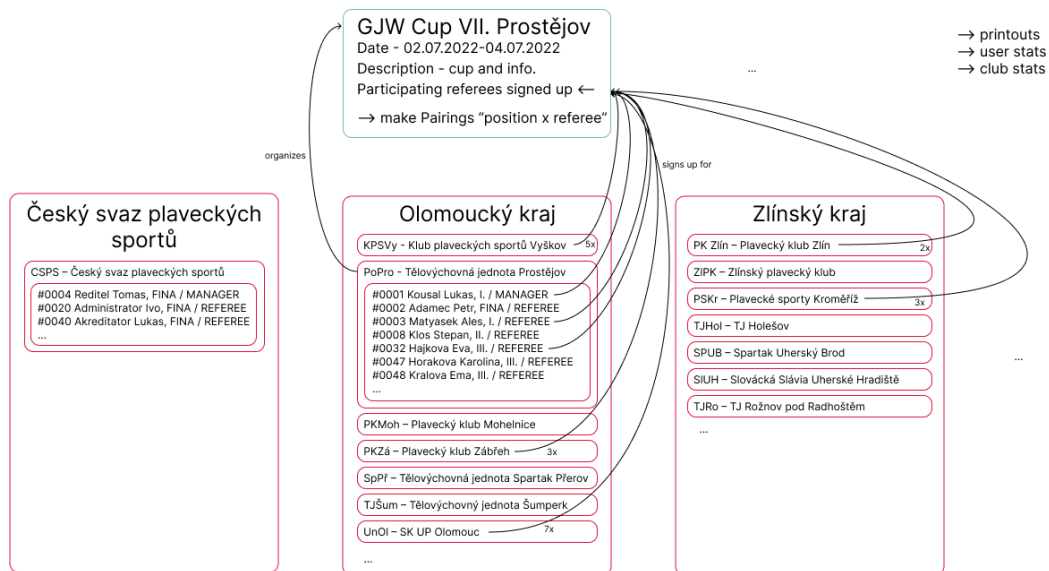 GJW Cup VII. Prostějov
Date - 02.07.2022-04.07.2022
Description - cup and info.
Participating referees signed up <—
—> make Pairings “position x referee”
...
—> printouts
—> user stats
—> club stats
organizes
signs up for
Český svaz plaveckých
sportů
CSPS – Český svaz plaveckých sportů
#0004 Reditel Tomas, FINA / MANAGER
#0020 Administrator Ivo, FINA / REFEREE
#0040 Akreditator Lukas, FINA / REFEREE
...
Olomoucký kraj
KPSVy - Klub plaveckých sportů Vyškov
5x
PoPro - Tělovýchovná jednota Prostějov
#0001 Kousal Lukas, I. / MANAGER
#0002 Adamec Petr, FINA / REFEREE
#0003 Matyasek Ales, I. / REFEREE
#0008 Klos Stepan, II. / REFEREE
#0032 Hajkova Eva, III. / REFEREE
#0047 Horakova Karolina, III. / REFEREE
#0048 Kralova Ema, III. / REFEREE
...
PKMoh – Plavecký klub Mohelnice
PKZá – Plavecký klub Zábřeh
3x
SpPř – Tělovýchovná jednota Spartak Přerov
TJŠum – Tělovýchovný jednota Šumperk
UnOl – SK UP Olomouc
7x
...
Zlínský kraj
PK Zlín – Plavecký klub Zlín
2x
ZlPK – Zlínský plavecký klub
PSKr – Plavecké sporty Kroměříž
3x
TJHol – TJ Holešov
SPUB – Spartak Uherský Brod
SlUH – Slovácká Slávia Uherské Hradiště
TJRo – TJ Rožnov pod Radhoštěm
...
...